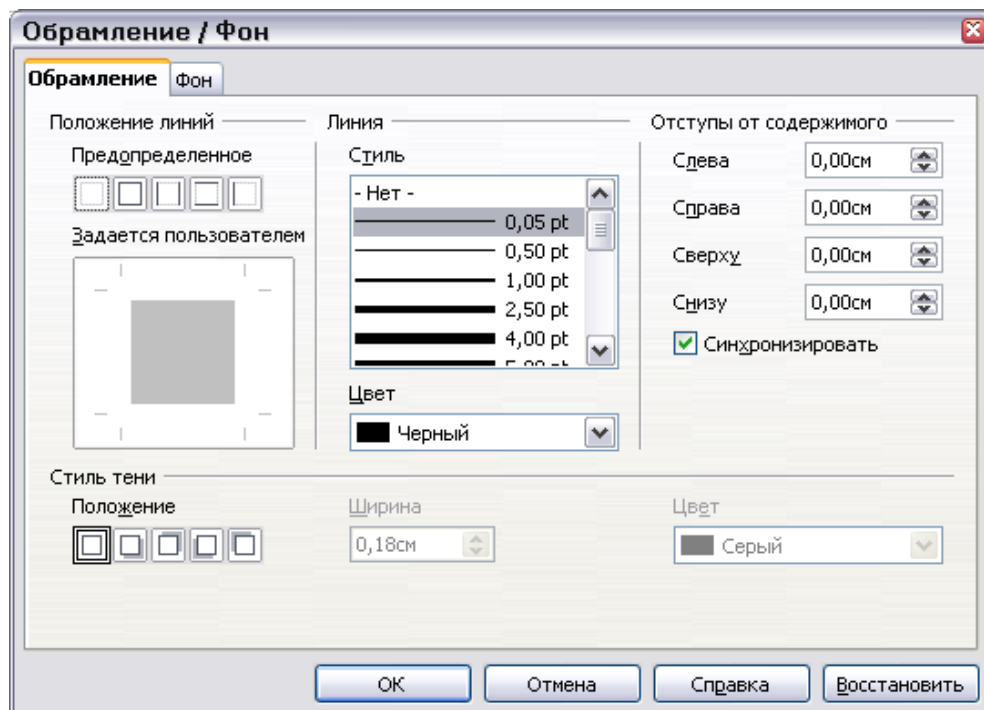 Обрамление / Фон
Обрамление
Фон
Положение линий
Предопределенное
Задается пользователем
Линия
Стиль
- Нет -
0,05 pt
0,50 pt
1,00 pt
2,50 pt
4,00 pt
Цвет
Черный
Отступы от содержимого
Слева
0,00см
Справа
0,00см
Сверху
0,00см
Снизу
0,00см
Синхронизировать
Стиль тени
Положение
Ширина
0,18см
Цвет
Серый
ОК
Отмена
Справка
Восстановить